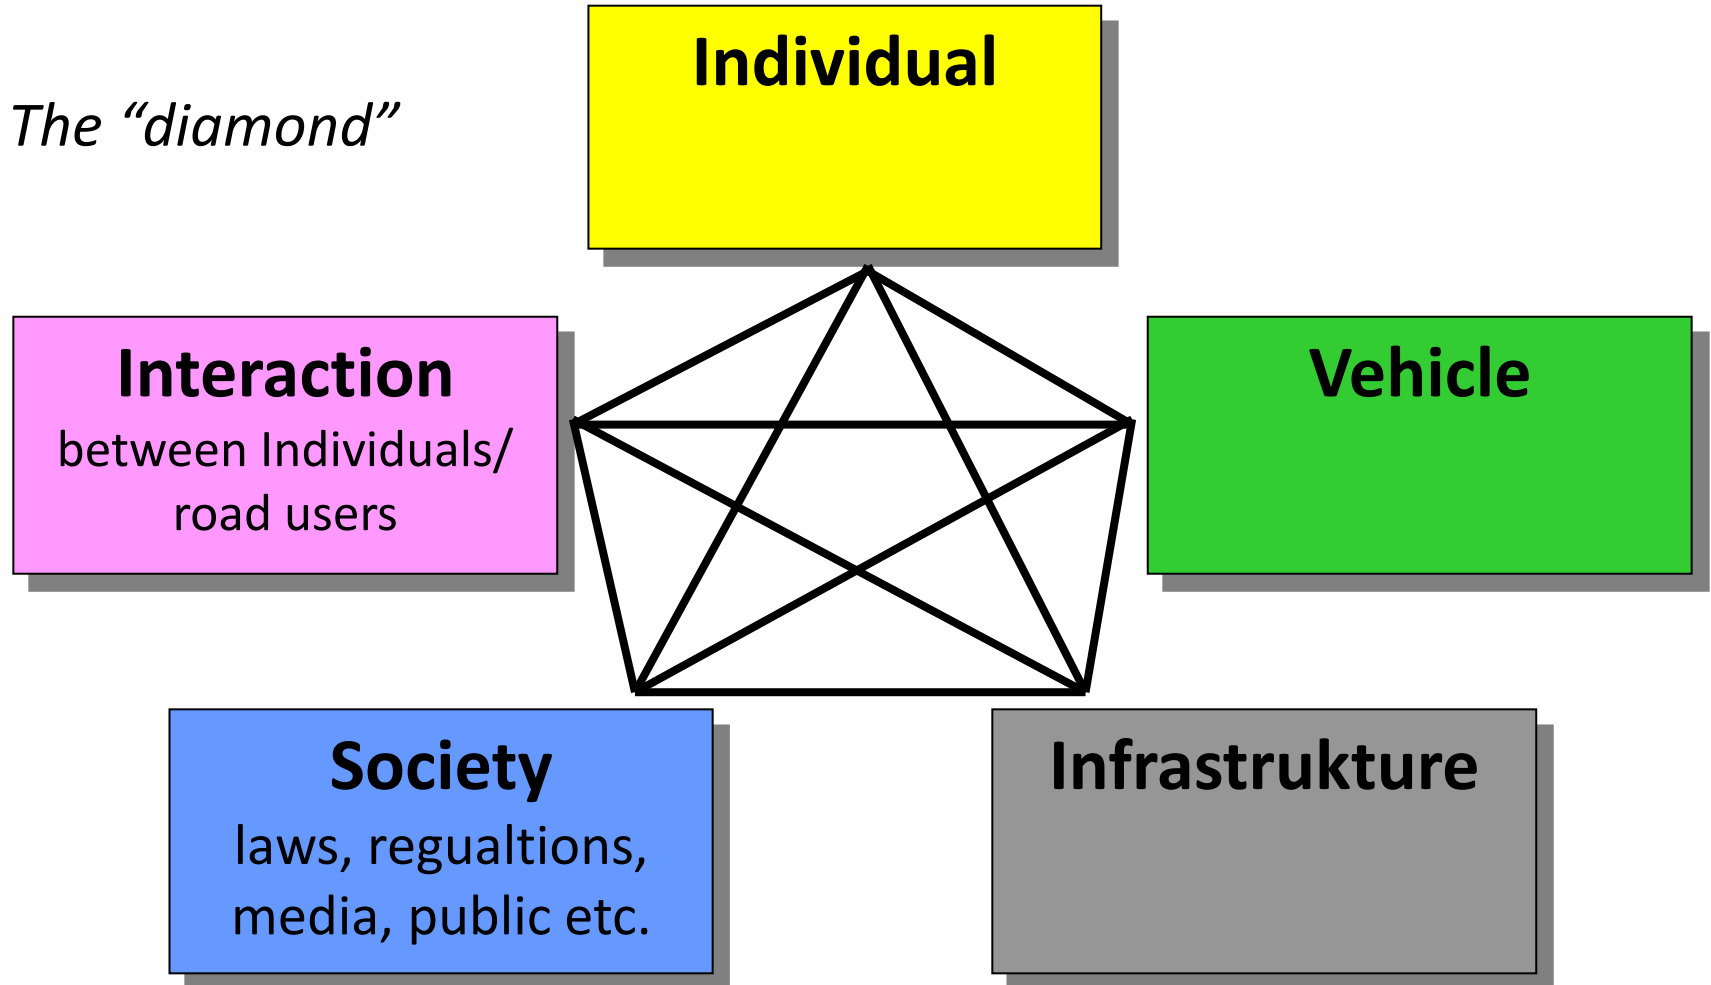 The “diamond”
Individual
Interaction
between Individuals/
road users
Vehicle
Society
laws, regualtions,
media, public etc.
Infrastrukture